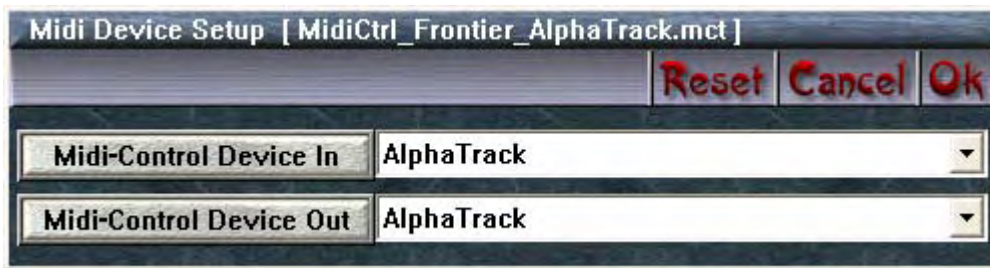 Midi Device Setup [ MidiCtrl_Frontier_AlphaTrack.mct ]
Reset Cancel Ok
Midi-Control Device In AlphaTrack
Midi-Control Device Out AlphaTrack